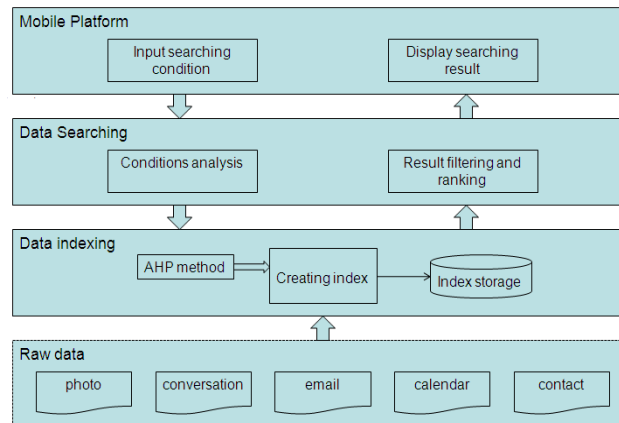 Mobile Platform
Input searching
condition
Display searching
result
Data Searching
Conditions analysis
Result filtering and
ranking
Data indexing
AHP method
Creating index
Index storage
Raw data
photo
conversation
email
calendar
contact